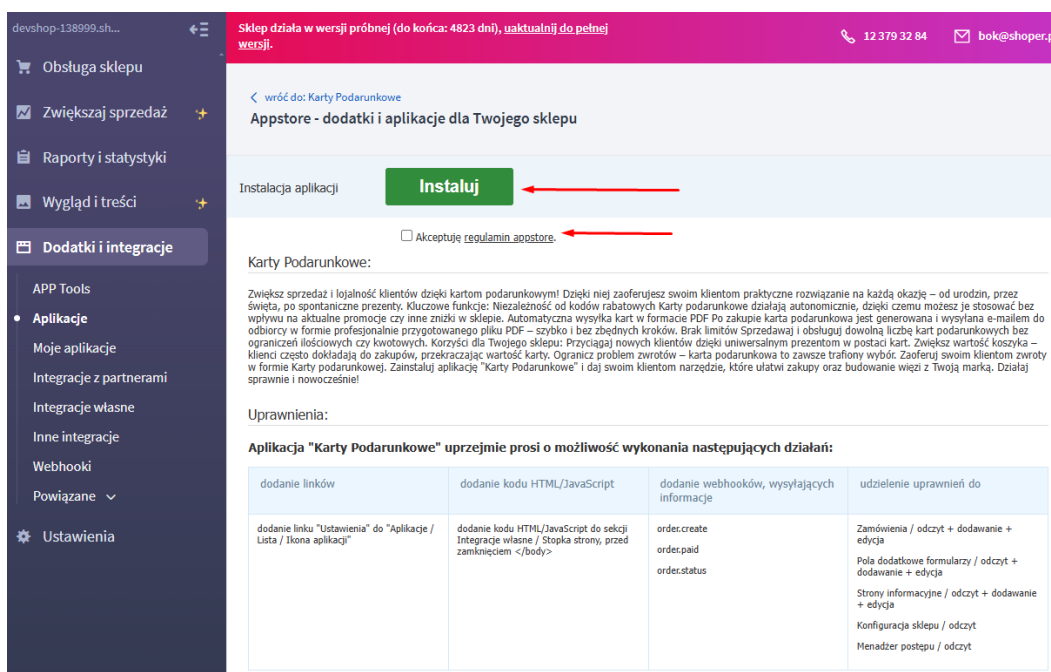 devshop-138999.sh...
Obsługa sklepu
Zwiększaj sprzedaż
Raporty i statystyki
Wygląd i treści
Dodatki i integracje
APP Tools
Aplikacje
Moje aplikacje
Integracje z partnerami
Integracje własne
Inne integracje
Webhooki
Powiązane
Ustawienia
Sklep działa w wersji próbnej (do końca: 4823 dni), uaktualnij do pełnej
wersji.
12 379 32 84
bok@shoper.p
wróć do: Karty Podarunkowe
Appstore - dodatki i aplikacje dla Twojego sklepu
Instalacja aplikacji
Instaluj
Akceptuję regulamin appstore.
Karty Podarunkowe:
Zwiększ sprzedaż i lojalność klientów dzięki kartom podarunkowym! Dzięki niej zaoferujesz swoim klientom praktyczne rozwiązanie na każdą okazję – od urodzin, przez
święta, po spontaniczne prezenty. Kluczowe funkcje: Niezależność od kodów rabatowych Karty podarunkowe działają autonomicznie, dzięki czemu możesz je stosować bez
wpływu na aktualne promocje czy inne zniżki w sklepie. Automatyczna wysyłka kart w formacie PDF Po zakupie karta podarunkowa jest generowana i wysyłana e-mailem do
odbiorcy w formie profesjonalnie przygotowanego pliku PDF – szybko i bez zbędnych kroków. Brak limitów Sprzedawaj i obsługuj dowolną liczbę kart podarunkowych bez
ograniczeń ilościowych czy kwotowych. Korzyści dla Twojego sklepu: Przyciągaj nowych klientów dzięki uniwersalnym prezentom w postaci kart. Zwiększ wartość koszyka –
klienci często dokładają do zakupów, przekraczając wartość karty. Ogranicz problem zwrotów – karta podarunkowa to zawsze trafiony wybór. Zaoferuj swoim klientom zwroty
w formie Karty podarunkowej. Zainstaluj aplikację "Karty Podarunkowe" i daj swoim klientom narzędzie, które ułatwi zakupy oraz budowanie więzi z Twoją marką. Działaj
sprawnie i nowocześnie!
Uprawnienia:
Aplikacja "Karty Podarunkowe" uprzejmie prosi o możliwość wykonania następujących działań:
dodanie linków
dodanie kodu HTML/JavaScript
dodanie webhooków, wysyłających
informacje
udzielenie uprawnień do
dodanie linku "Ustawienia" do "Aplikacje /
Lista / Ikona aplikacji"
dodanie kodu HTML/JavaScript do sekcji
Integracje własne / Stopka strony, przed
zamknięciem </body>
order.create
order.paid
order.status
Zamówienia / odczyt + dodawanie +
edycja
Pola dodatkowe formularzy / odczyt +
dodawanie + edycja
Strony informacyjne / odczyt + dodawanie
+ edycja
Konfiguracja sklepu / odczyt
Menadżer postępu / odczyt